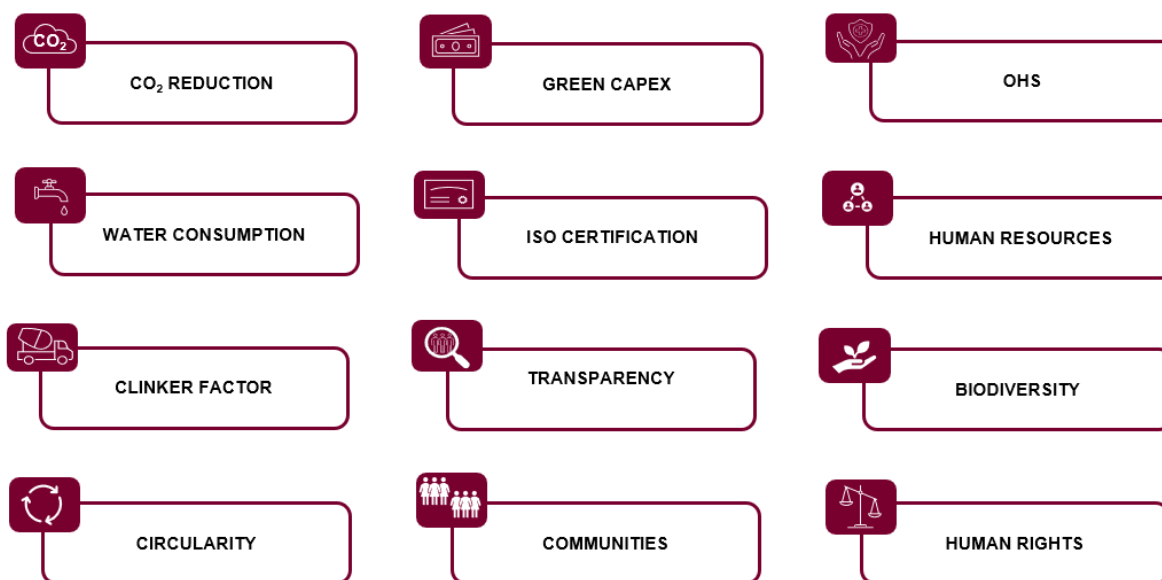 CO₂
CO₂ REDUCTION
GREEN CAPEX
OHS
WATER CONSUMPTION
ISO CERTIFICATION
HUMAN RESOURCES
CLINKER FACTOR
TRANSPARENCY
BIODIVERSITY
CIRCULARITY
COMMUNITIES
HUMAN RIGHTS